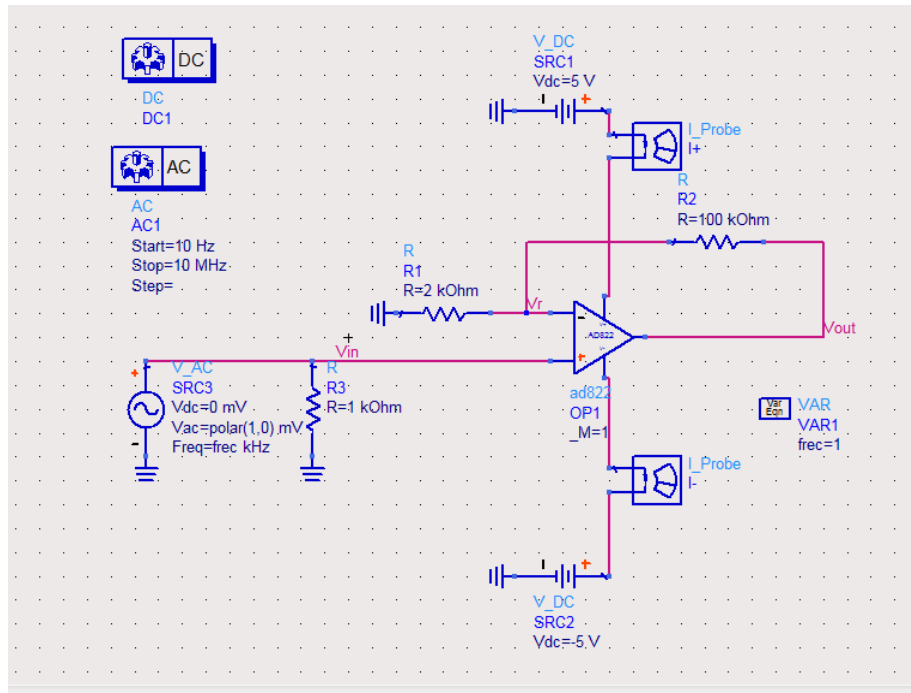 DC
DC
DC1
AC
AC
AC1
Start=10 Hz
Stop=10 MHz
Step=
V_DC
SRC1
Vdc=5 V
-
+
I_Probe
I+
R
R2
R=100 kOhm
R
R1
R=2 kOhm
Vr
-
V+
AD822
V-
+
Vout
+
Vin
+
-
V_AC
SRC3
Vdc=0 mV
Vac=polar(1,0) mV
Freq=frec kHz
R
R3
R=1 kOhm
ad822
OP1
_M=1
Var
Eqn
VAR
VAR1
frec=1
I_Probe
I-
-
+
V_DC
SRC2
Vdc=-5 V